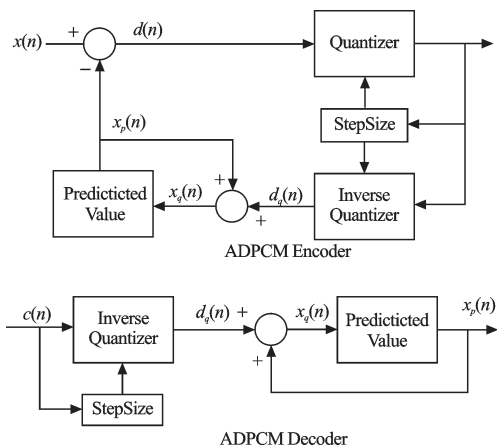 x(n)
+
d(n)
Quantizer
−
x_p(n)
StepSize
Predicticted
Value
x_q(n)
+
+
d_q(n)
Inverse
Quantizer
ADPCM Encoder
c(n)
Inverse
Quantizer
d_q(n)
+
+
x_q(n)
Predicticted
Value
x_p(n)
StepSize
ADPCM Decoder